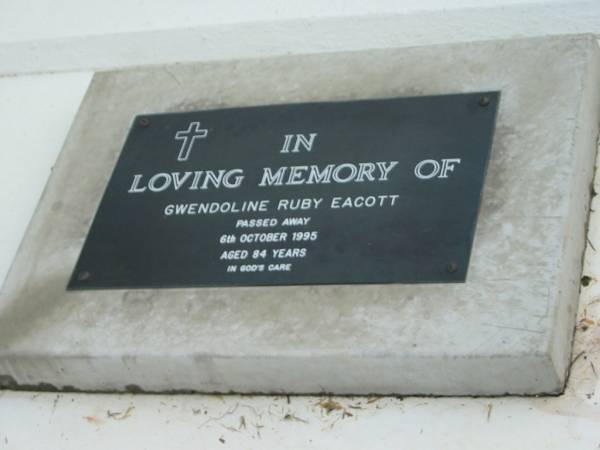 IN
LOVING MEMORY OF
GWENDOLINE RUBY EACOTT
PASSED AWAY
6th OCTOBER 1995
AGED 84 YEARS
IN GOD'S CARE